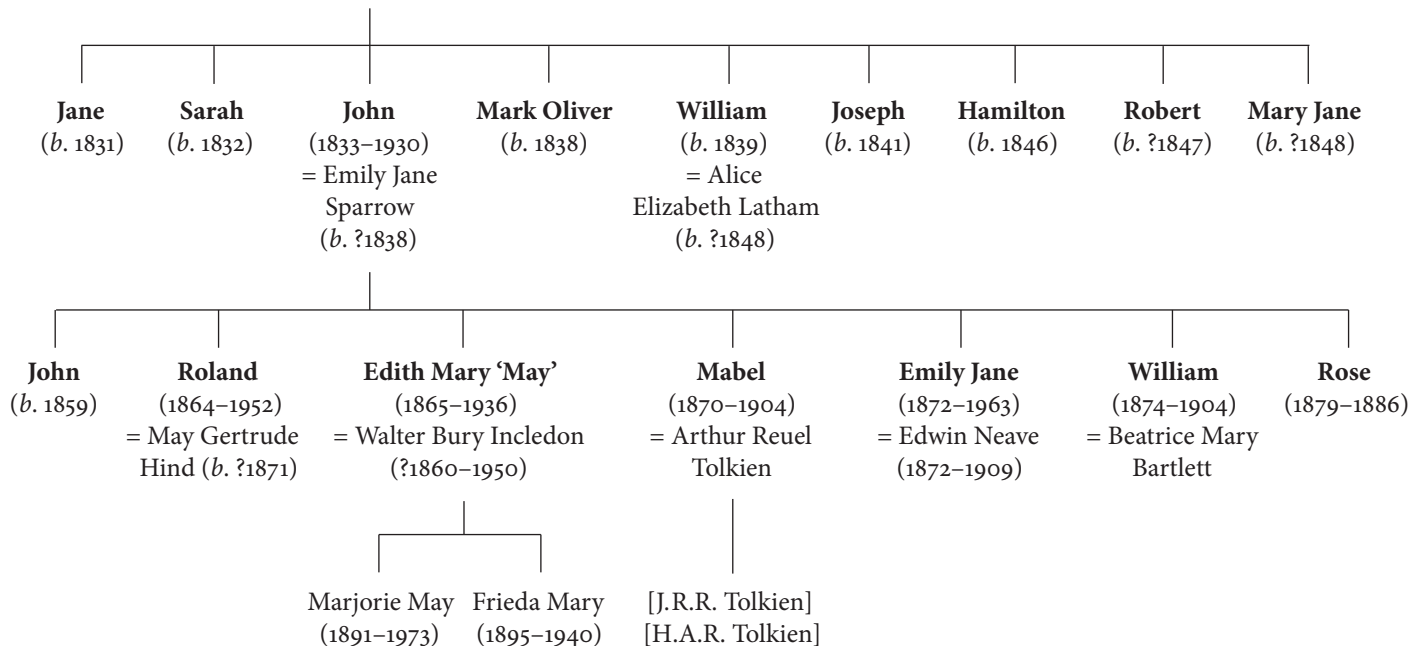 Jane Sarah John Mark Oliver William Joseph Hamilton Robert Mary Jane
(b. 1831) (b. 1832) (1833–1930) (b. 1838) (b. 1839) (b. 1841) (b. 1846) (b. ?1847) (b. ?1848)
= Emily Jane = Alice
Sparrow Elizabeth Latham
(b. ?1838) (b. ?1848)
John Roland Edith Mary ‘May’ Mabel Emily Jane William Rose
(b. 1859) (1864–1952) (1865–1936) (1870–1904) (1872–1963) (1874–1904) (1879–1886)
= May Gertrude = Walter Bury Incledon = Arthur Reuel = Edwin Neave = Beatrice Mary
Hind (b. ?1871) (?1860–1950) Tolkien (1872–1909) Bartlett
Marjorie May Frieda Mary [J.R.R. Tolkien]
(1891–1973) (1895–1940) [H.A.R. Tolkien]